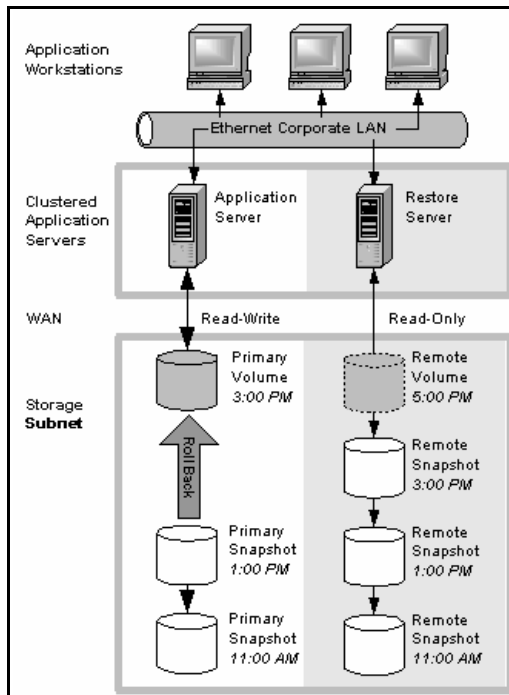 Application
Workstations
Ethernet Corporate LAN
Clustered
Application
Servers
Application
Server
Restore
Server
WAN
Read-Write
Read-Only
Storage
Subnet
Primary
Volume
3:00 PM
Remote
Volume
5:00 PM
Roll Back
Remote
Snapshot
3:00 PM
Primary
Snapshot
1:00 PM
Remote
Snapshot
1:00 PM
Primary
Snapshot
11:00 AM
Remote
Snapshot
11:00 AM